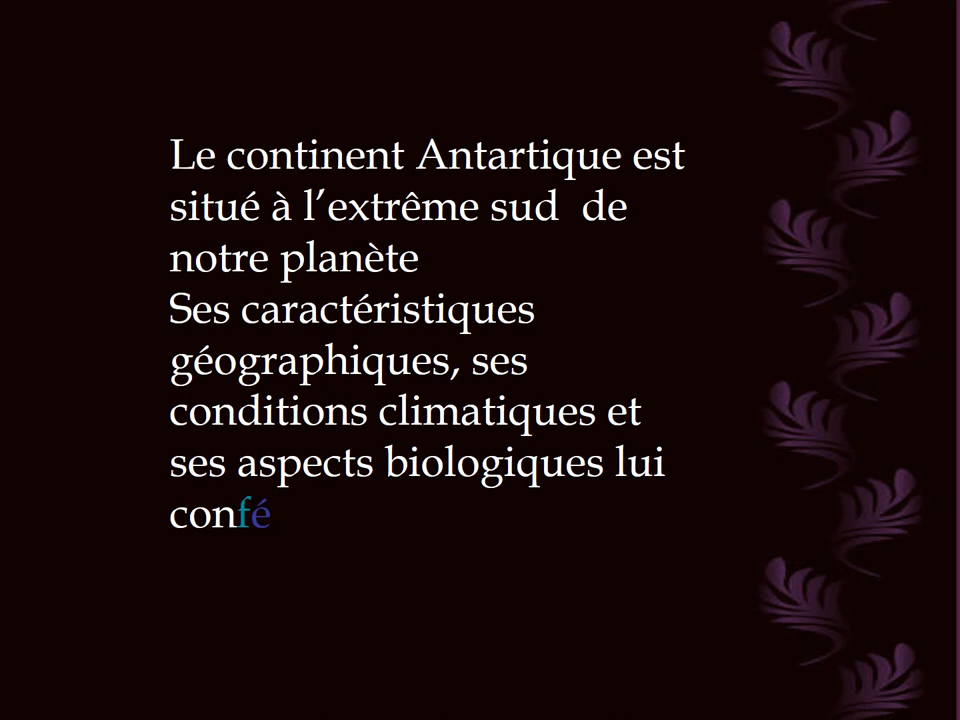 Le continent Antartique est
situé à l’extrême sud  de
notre planète
Ses caractéristiques
géographiques, ses
conditions climatiques et
ses aspects biologiques lui
confé